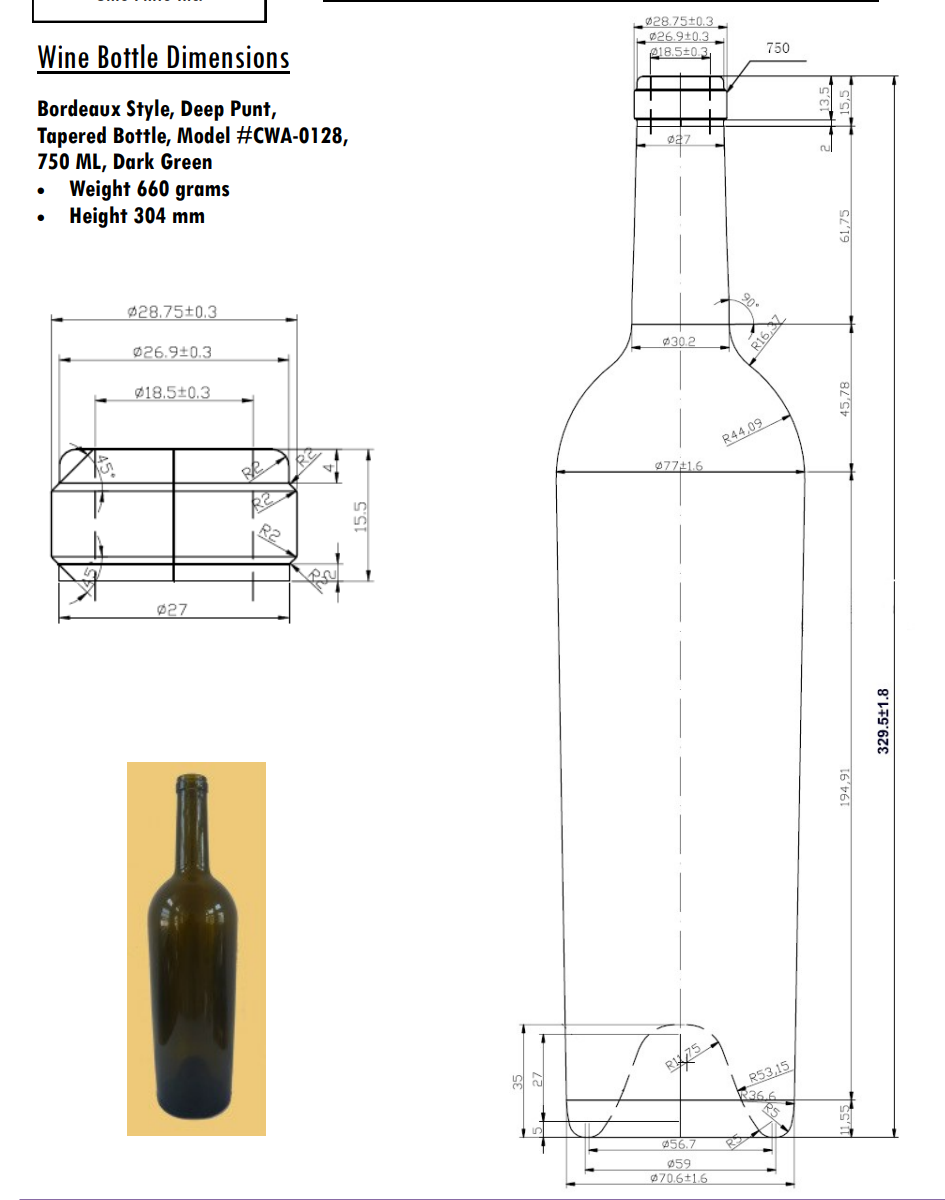 Wine Bottle Dimensions
Bordeaux Style, Deep Punt,
Tapered Bottle, Model #CWA-0128,
750 ML, Dark Green
• Weight 660 grams
• Height 304 mm
ø28.75±0.3
ø26.9±0.3
ø18.5±0.3
45°
R2
R2
4
R2
15.5
R2
45°
R2
2
ø27
ø28.75±0.3
ø26.9±0.3
ø18.5±0.3
750
13,5
15,5
ø27
2
61,75
90°
R16,37
ø30.2
45,78
R44,09
ø77±1.6
329.5±1.8
194,91
R11,75
35
27
R53,15
R36,6
R5
11,55
5
R5
ø56.7
ø59
ø70.6±1.6